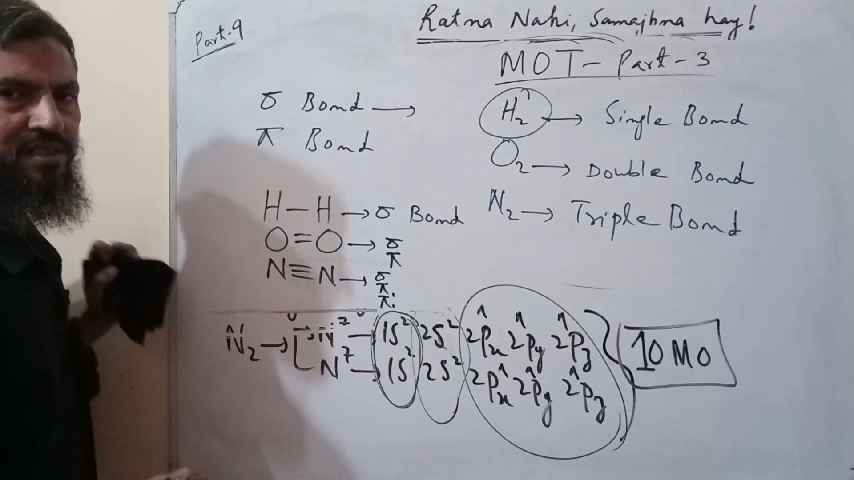 Part-9
Ratna Nahi, Samajhna hay!
MOT - Part - 3
σ Bond →
π Bond
H₂ → Single Bond
O₂ → Double Bond
N₂ → Triple Bond
H–H → σ Bond
O=O → σ π
N≡N → σ π π
N₂ → N⁷ → 1S² 2S² 2Px¹ 2Py¹ 2Pz¹
N⁷ → 1S² 2S² 2Px¹ 2Py¹ 2Pz¹
10 MO